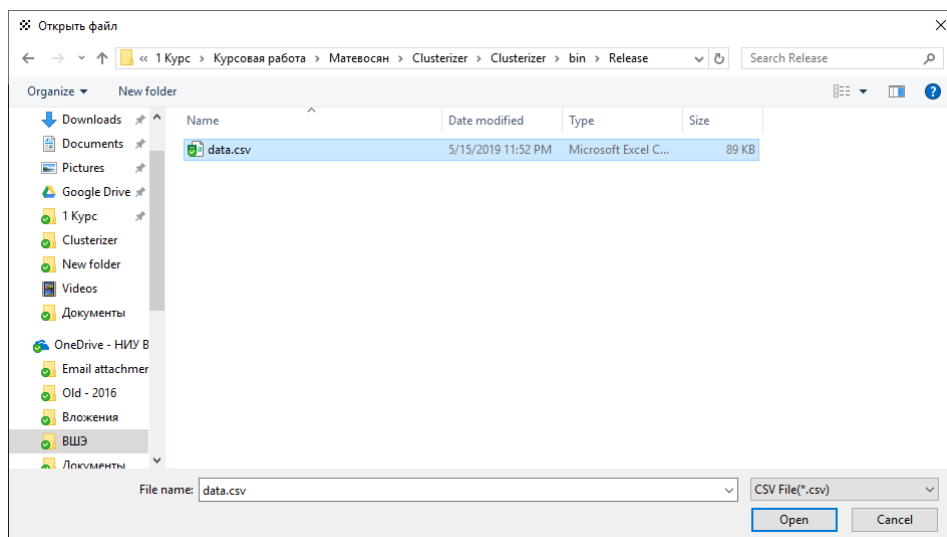 Открыть файл
« 1 Курс › Курсовая работа › Матевосян › Clusterizer › Clusterizer › bin › Release
Search Release
Organize New folder
Name Date modified Type Size
data.csv 5/15/2019 11:52 PM Microsoft Excel C... 89 KB
Downloads
Documents
Pictures
Google Drive
1 Курс
Clusterizer
New folder
Videos
Документы
OneDrive - НИУ В
Email attachmer
Old - 2016
Вложения
ВШЭ
Документы
File name: data.csv CSV File(*.csv)
Open Cancel